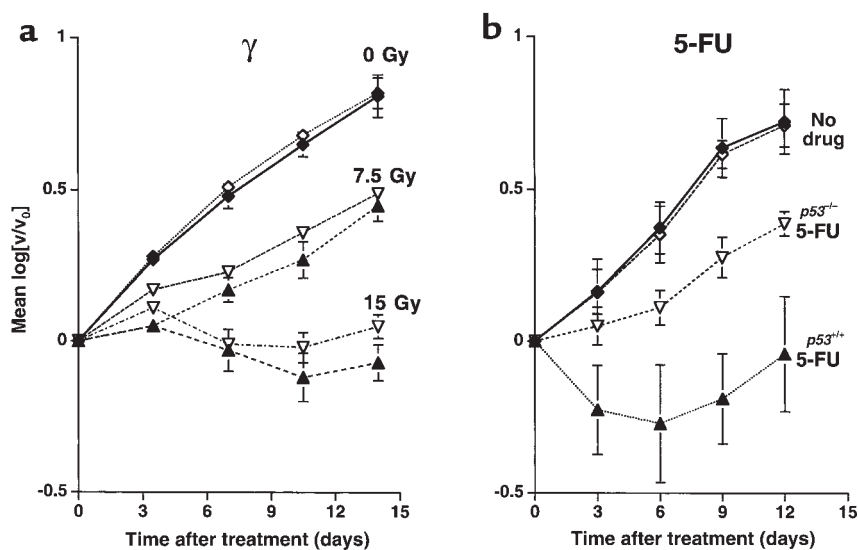 a
γ
0 Gy
7.5 Gy
15 Gy
1
0.5
0
-0.5
Mean log[v/v₀]
0 3 6 9 12 15
Time after treatment (days)
b
5-FU
No
drug
p53⁻/⁻
5-FU
p53⁺/⁺
5-FU
1
0.5
0
-0.5
0 3 6 9 12 15
Time after treatment (days)